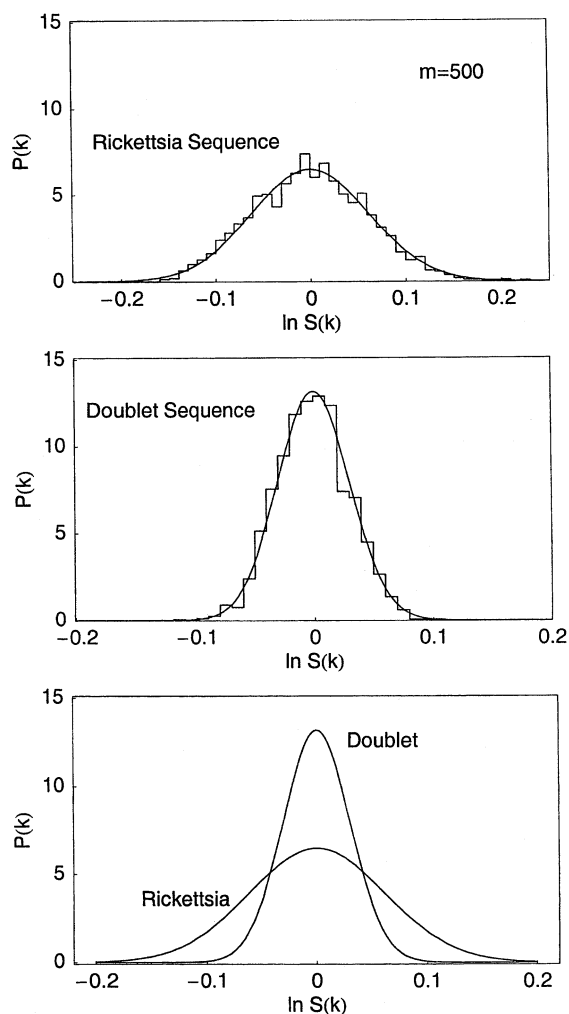 15
m=500
10
Rickettsia Sequence
P(k)
5
0
−0.2 −0.1 0 0.1 0.2
ln S(k)
15
Doublet Sequence
10
P(k)
5
0
−0.2 −0.1 0 0.1 0.2
ln S(k)
15
Doublet
10
P(k)
5
Rickettsia
0
−0.2 −0.1 0 0.1 0.2
ln S(k)